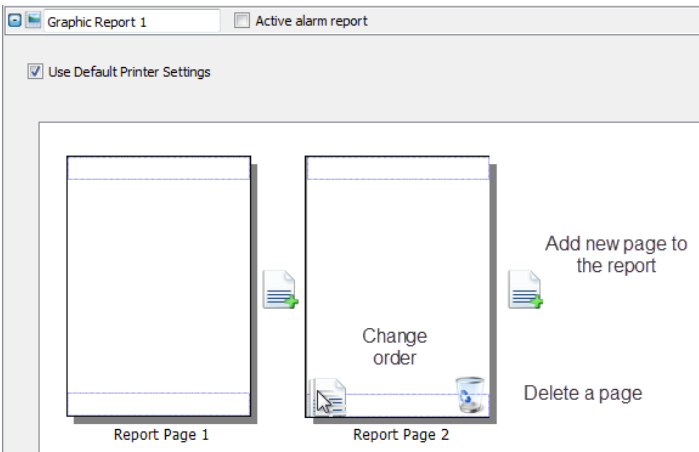 Graphic Report 1
Active alarm report
Use Default Printer Settings
Add new page to
the report
Change
order
Delete a page
Report Page 1
Report Page 2